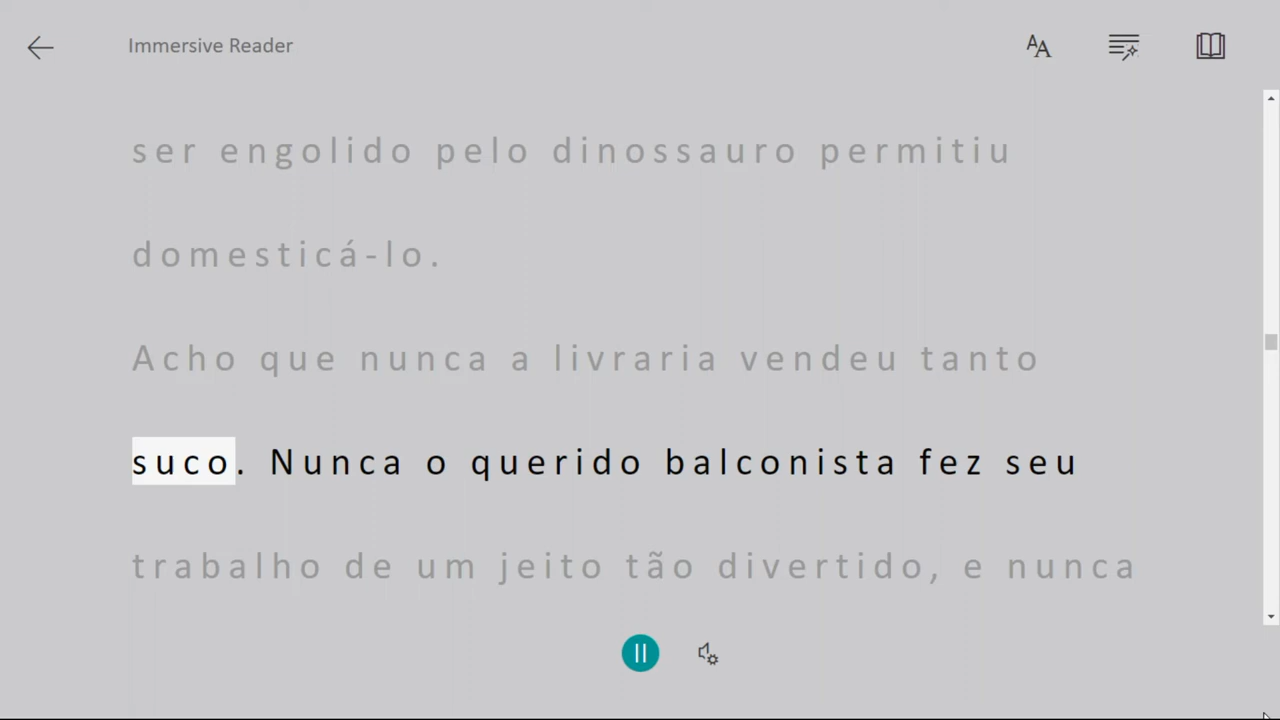 Immersive Reader
ser engolido pelo dinossauro permitiu
domesticá-lo.
Acho que nunca a livraria vendeu tanto
suco. Nunca o querido balconista fez seu
trabalho de um jeito tão divertido, e nunca